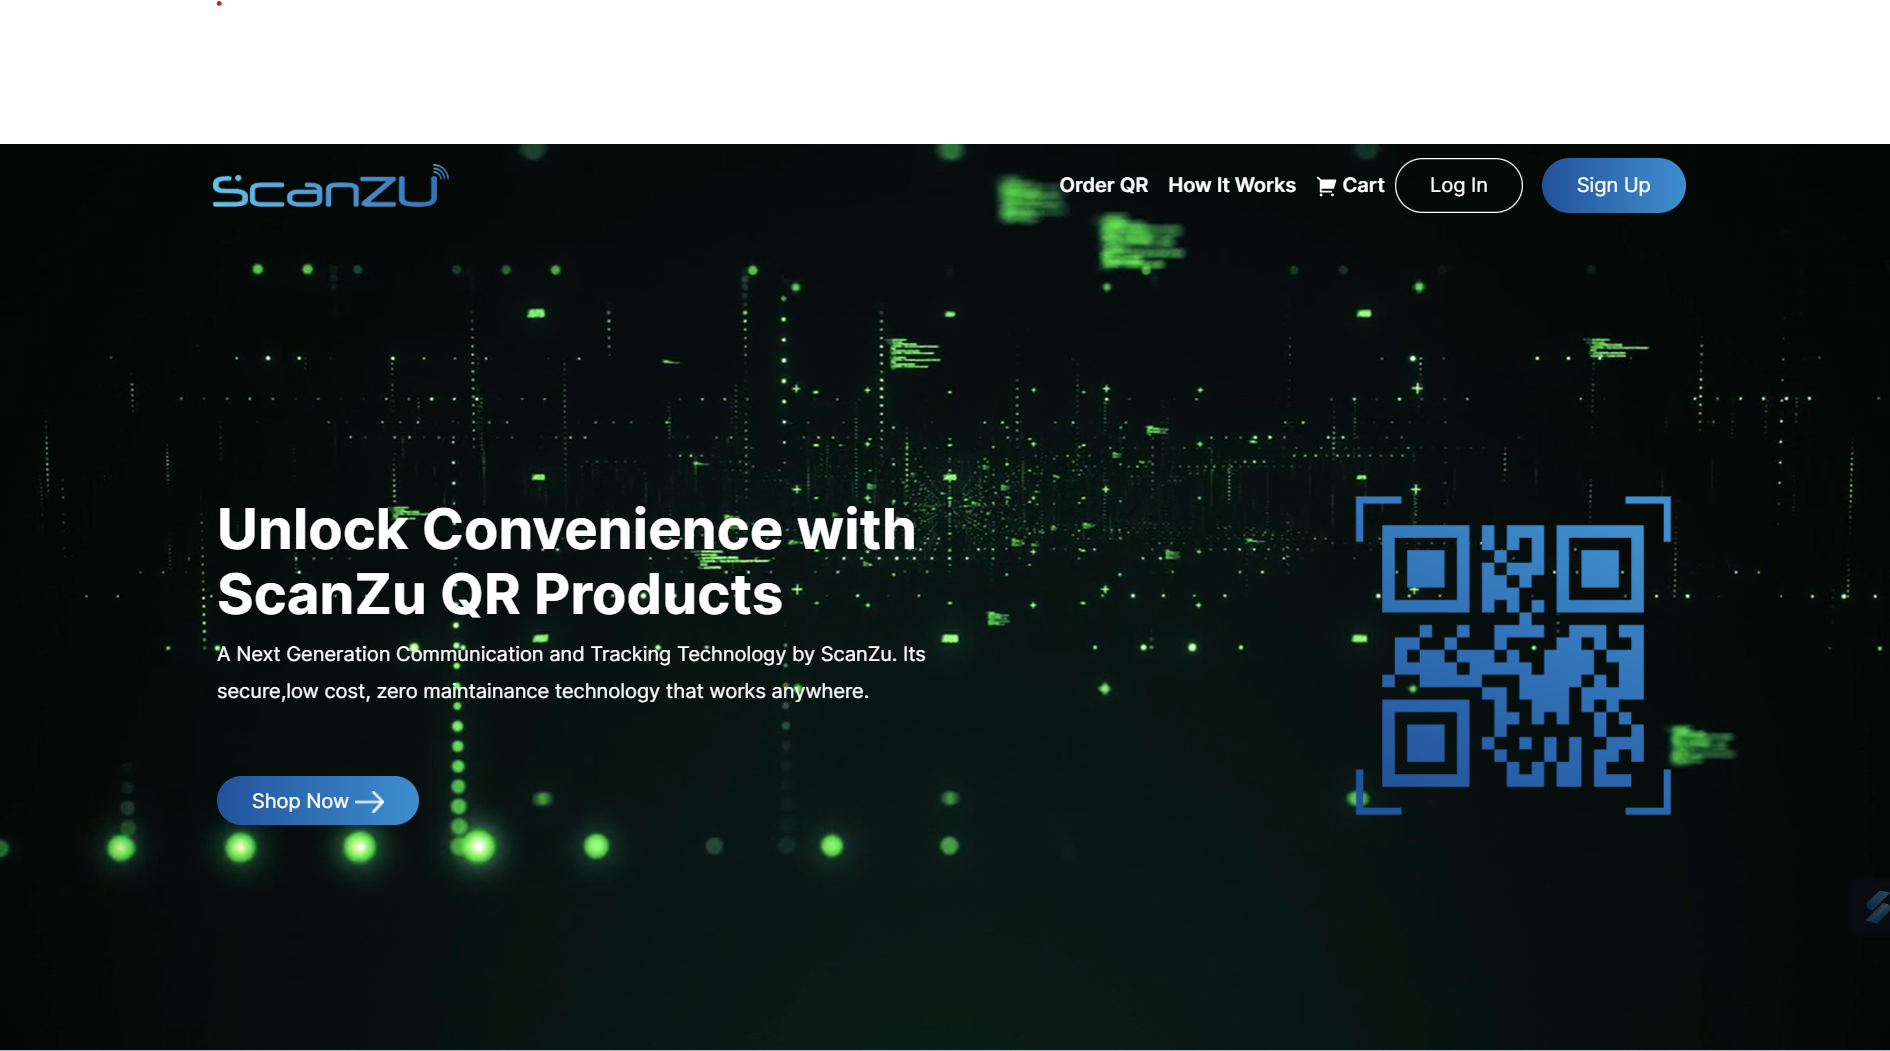 ScanZU
Order QR How It Works Cart Log In Sign Up
Unlock Convenience with
ScanZu QR Products
A Next Generation Communication and Tracking Technology by ScanZu. Its
secure,low cost, zero maintainance technology that works anywhere.
Shop Now